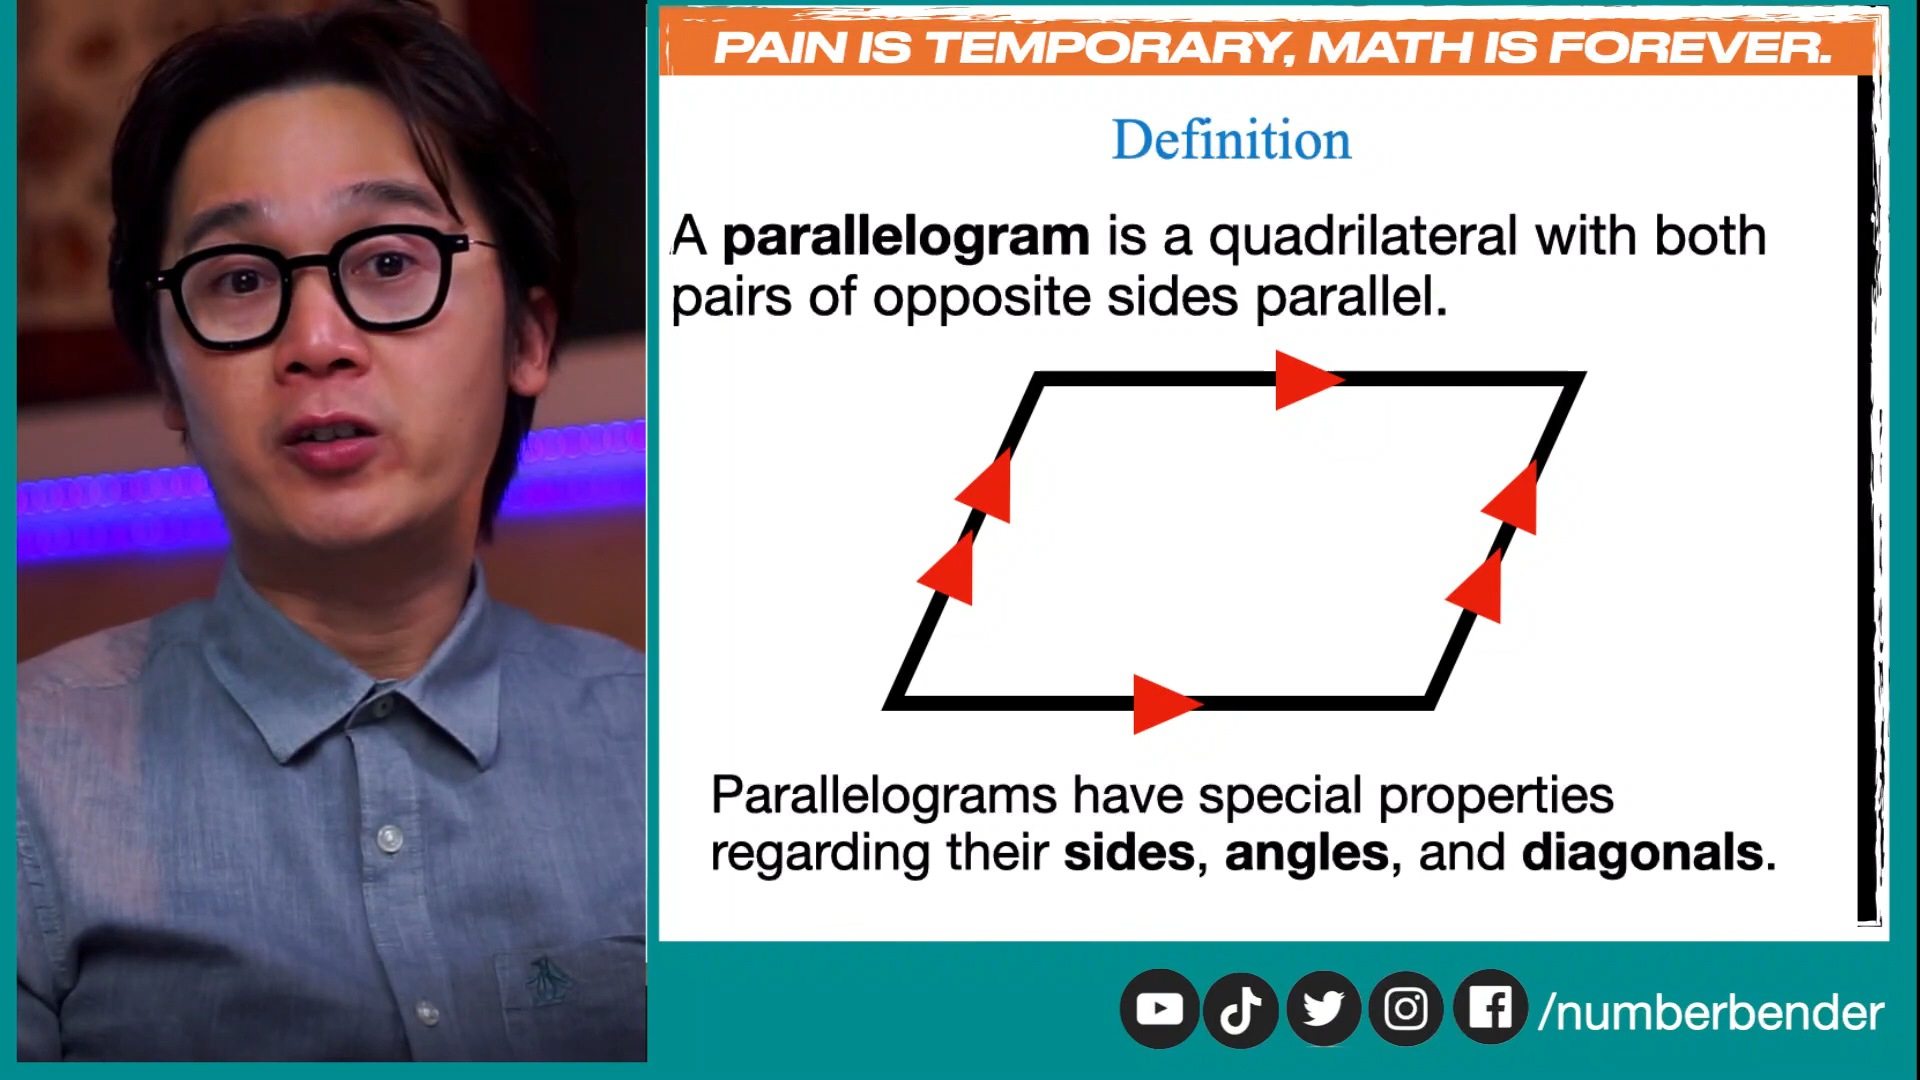 PAIN IS TEMPORARY, MATH IS FOREVER.
Definition
A parallelogram is a quadrilateral with both
pairs of opposite sides parallel.
Parallelograms have special properties
regarding their sides, angles, and diagonals.
/numberbender